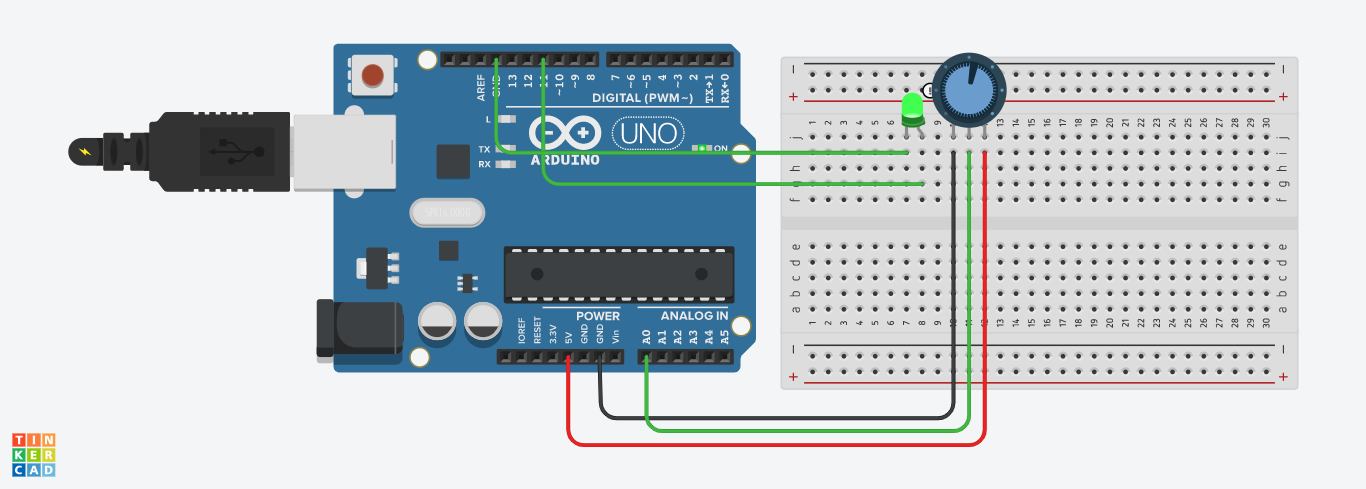 AREF
GND
13
12
11
~10
~9
8
7
~6
~5
4
~3
2
TX→1
RX←0
DIGITAL (PWM~)
L
TX
RX
UNO
ARDUINO
ON
IOREF
RESET
3.3V
5V
GND
GND
Vin
POWER
ANALOG IN
A0
A1
A2
A3
A4
A5
1 2 3 4 5 6 7 8 9 10 11 12 13 14 15 16 17 18 19 20 21 22 23 24 25 26 27 28 29 30
j
i
h
g
f
e
d
c
b
a
j
i
h
g
f
e
d
c
b
a
1 2 3 4 5 6 7 8 9 10 11 12 13 14 15 16 17 18 19 20 21 22 23 24 25 26 27 28 29 30
TIN
KER
CAD